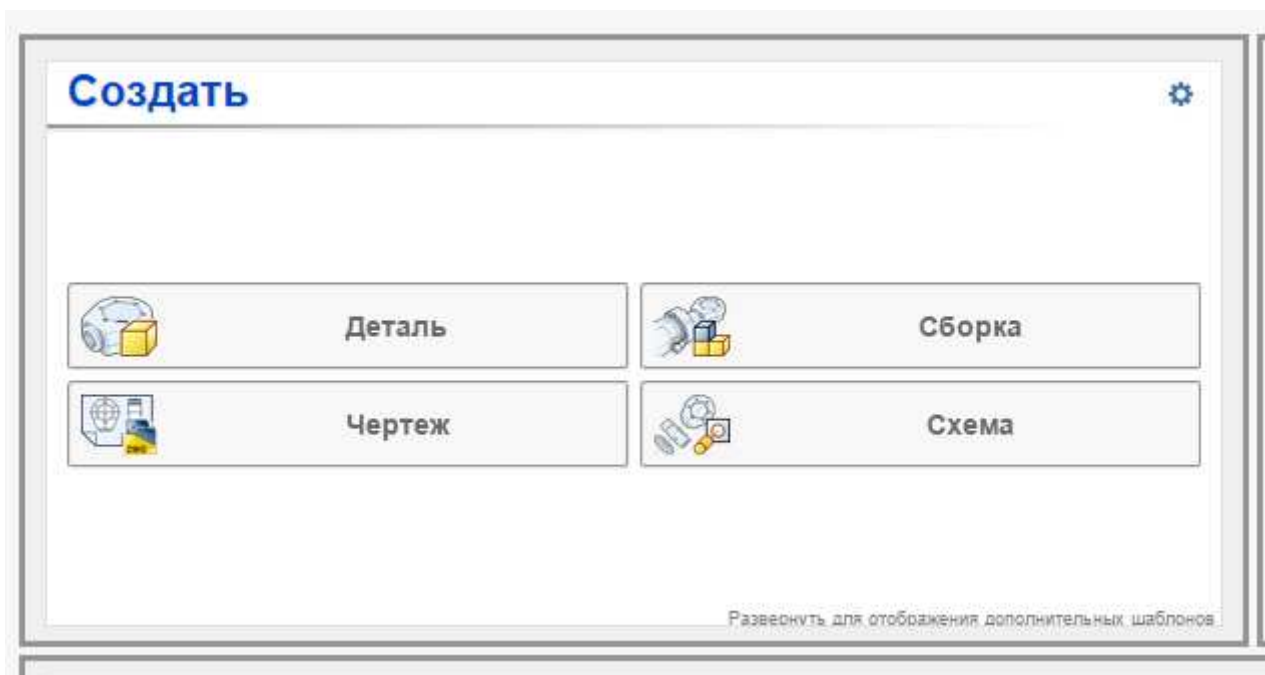 Создать
Деталь
Сборка
Чертеж
Схема
Развернуть для отображения дополнительных шаблонов